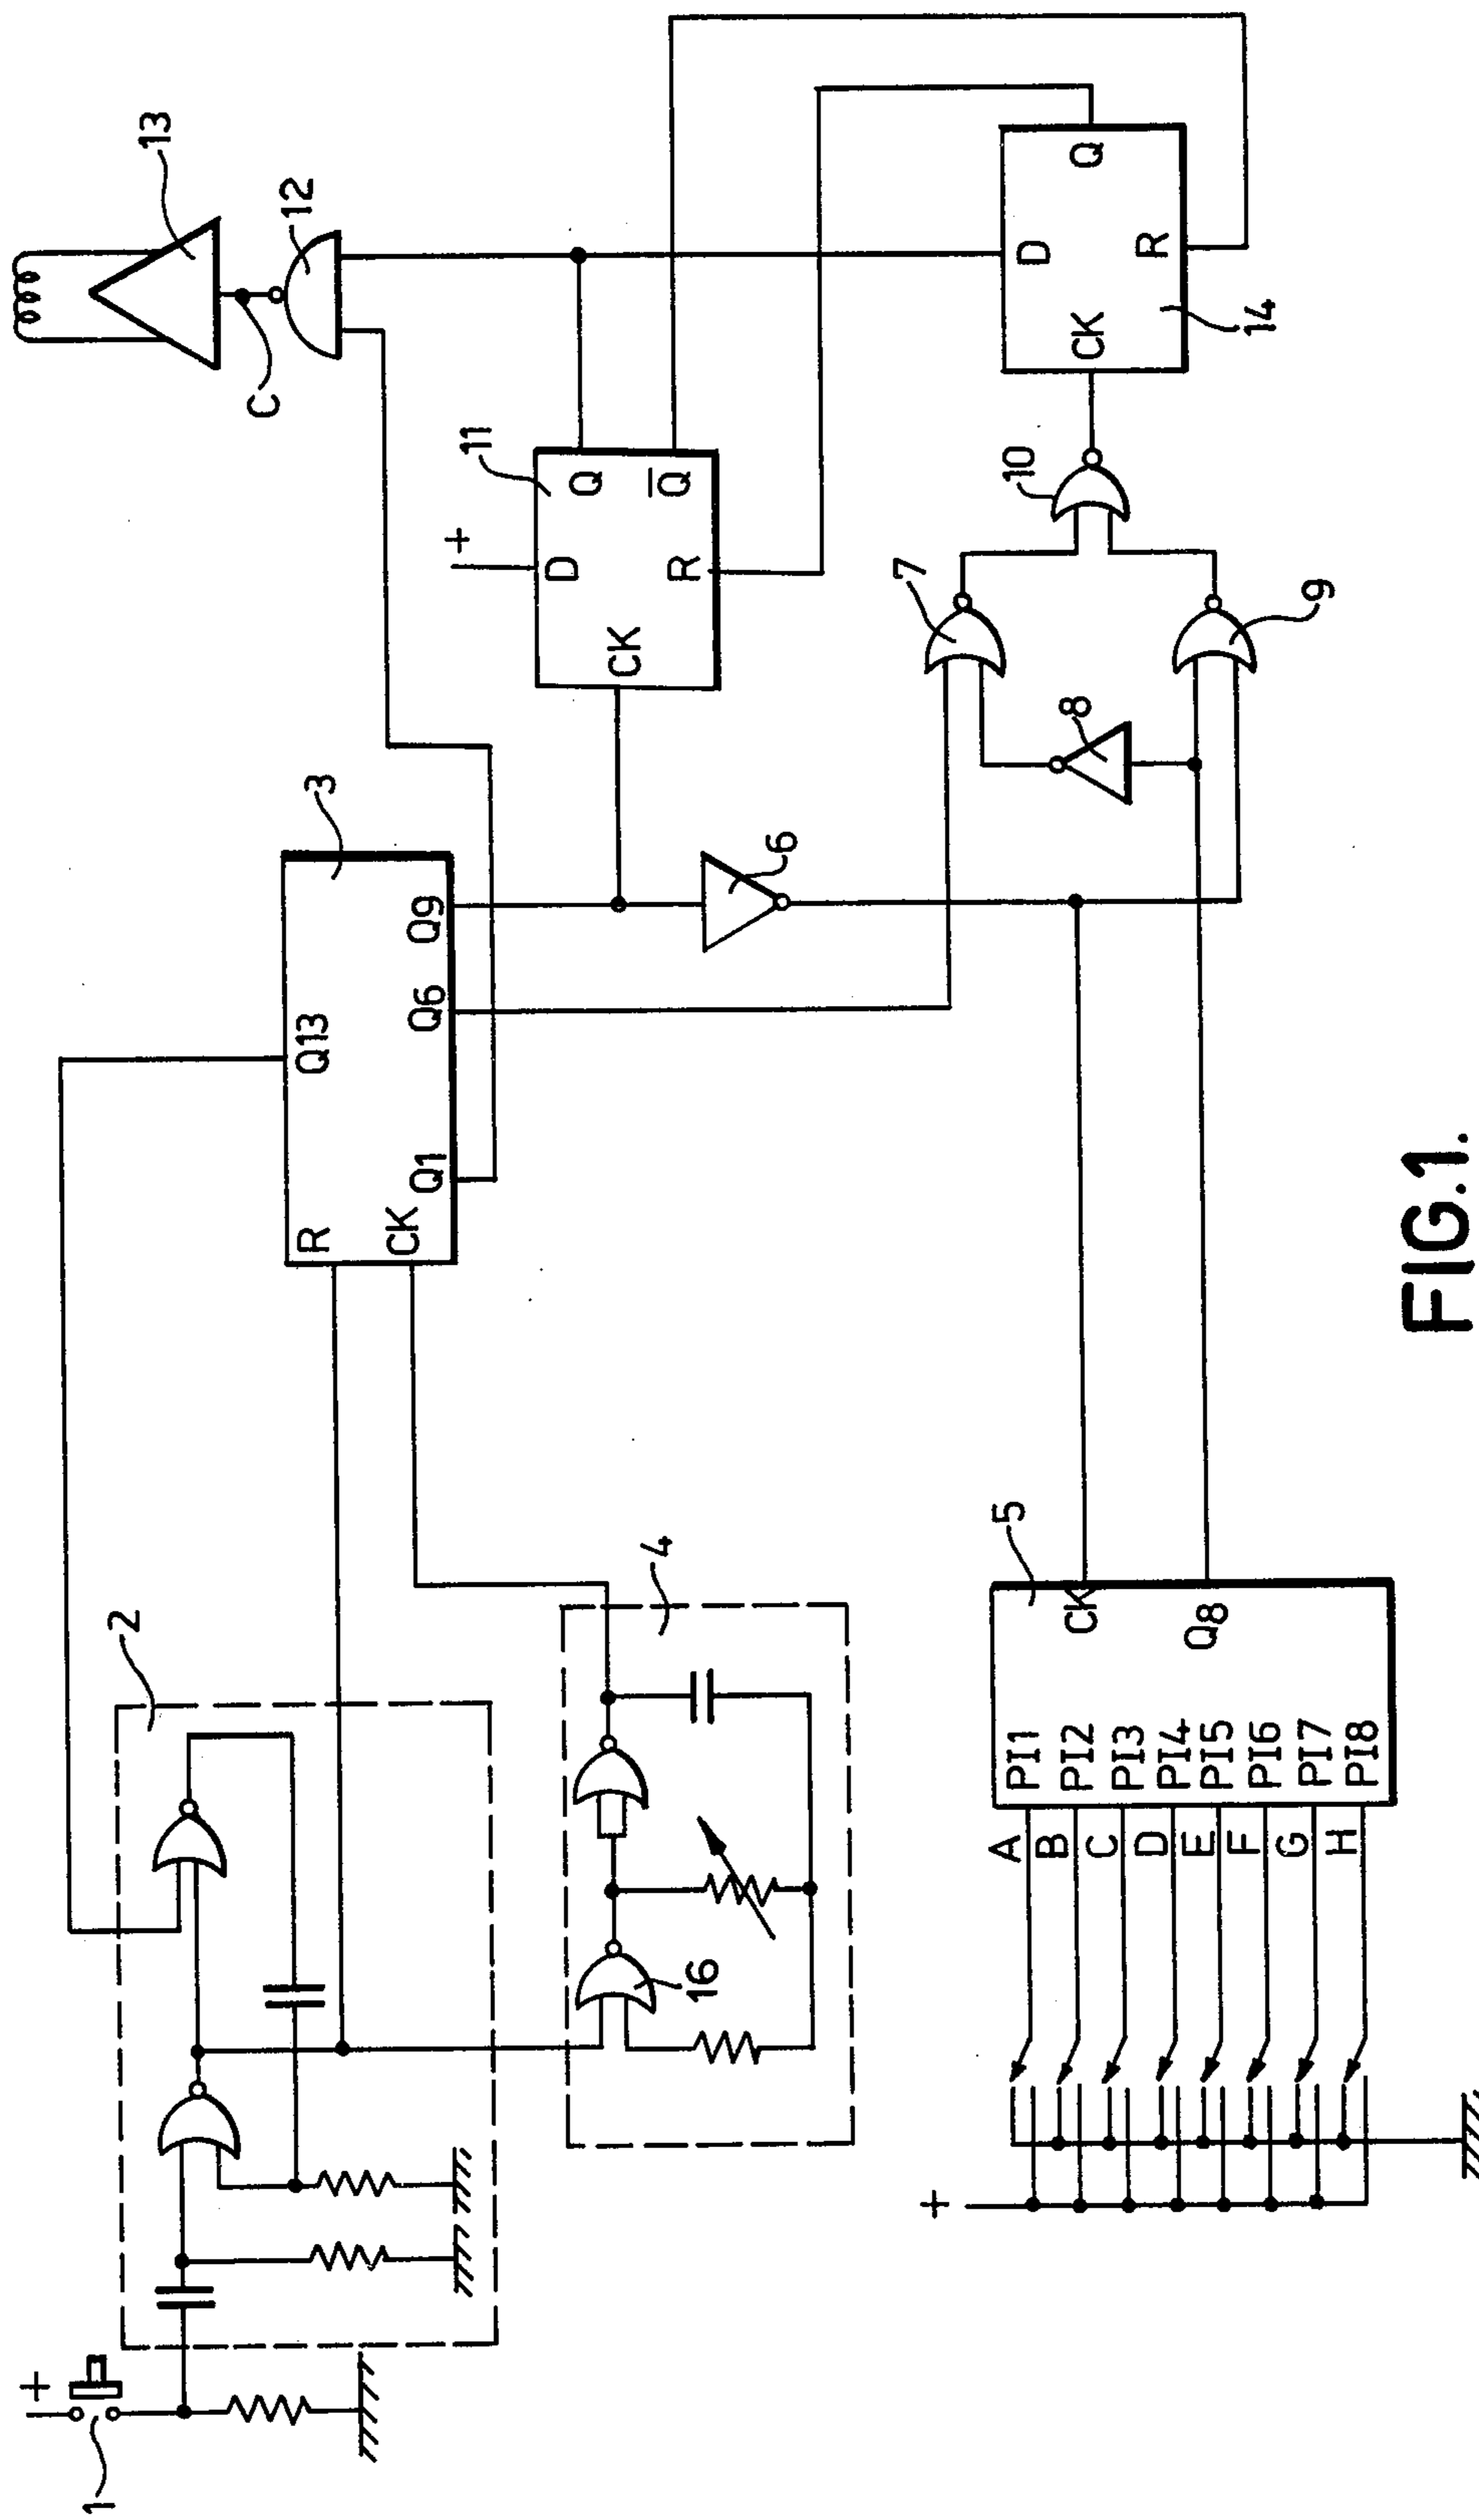 1
+
2
3
R
Q13
CK
Q1
Q6
Q9
4
16
+
A
B
C
D
E
F
G
H
PI1
PI2
PI3
PI4
PI5
PI6
PI7
PI8
CK
Q8
5
6
7
8
9
10
+
11
D
CK
Q
Q
R
C
12
13
D
CK
Q
R
14
FIG.1.